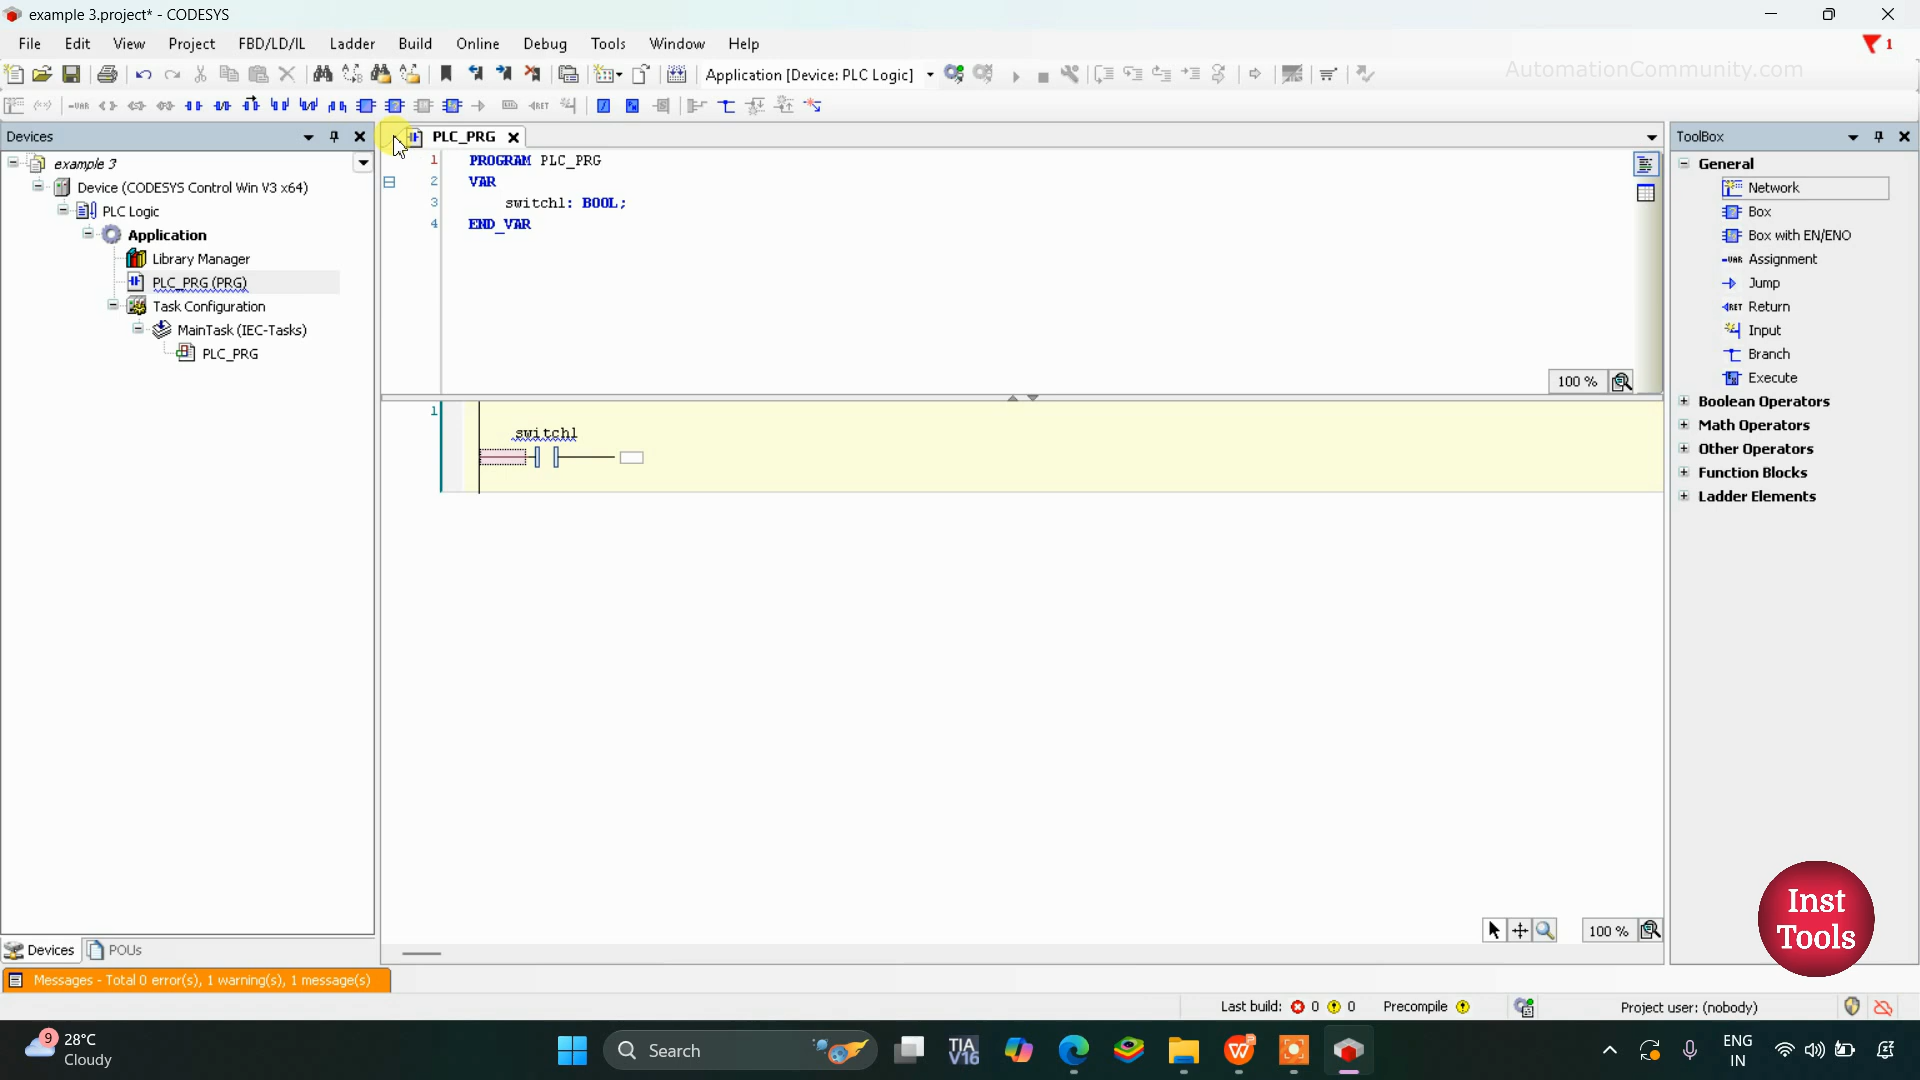 example 3.project* - CODESYS
File Edit View Project FBD/LD/IL Ladder Build Online Debug Tools Window Help
1
Application [Device: PLC Logic]
AutomationCommunity.com
Devices
example 3
Device (CODESYS Control Win V3 x64)
PLC Logic
Application
Library Manager
PLC_PRG (PRG)
Task Configuration
MainTask (IEC-Tasks)
PLC_PRG
Devices
POUs
PLC_PRG
1 PROGRAM PLC_PRG
2 VAR
3 switch1: BOOL;
4 END_VAR
100 %
1
switch1
100 %
ToolBox
General
Network
Box
Box with EN/ENO
Assignment
Jump
Return
Input
Branch
Execute
Boolean Operators
Math Operators
Other Operators
Function Blocks
Ladder Elements
Inst
Tools
Messages - Total 0 error(s), 1 warning(s), 1 message(s)
Last build: 0 0 Precompile
Project user: (nobody)
9
28°C
Cloudy
Search
TIA
V16
ENG
IN